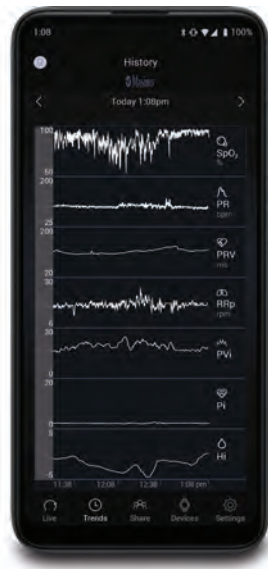 1:08 100%
History
Masimo
Today 1:08pm
100
SpO₂
%
50
200
PR
bpm
25
200
PRV
ms
20
30
RRp
rpm
6
30
PVi
0
20
Pi
0
5
Hi
-5
11:38 12:08 12:38 1:08 pm
Live Trends Share Devices Settings